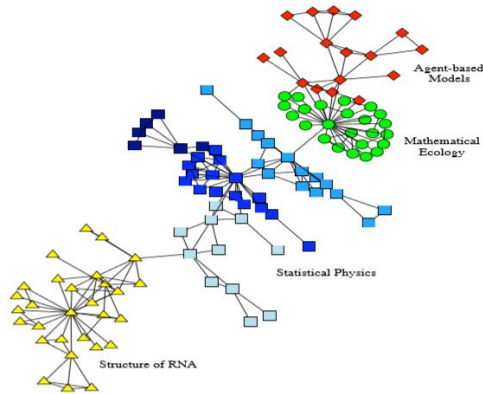 Agent-based
Models
Mathematical
Ecology
Statistical Physics
Structure of RNA